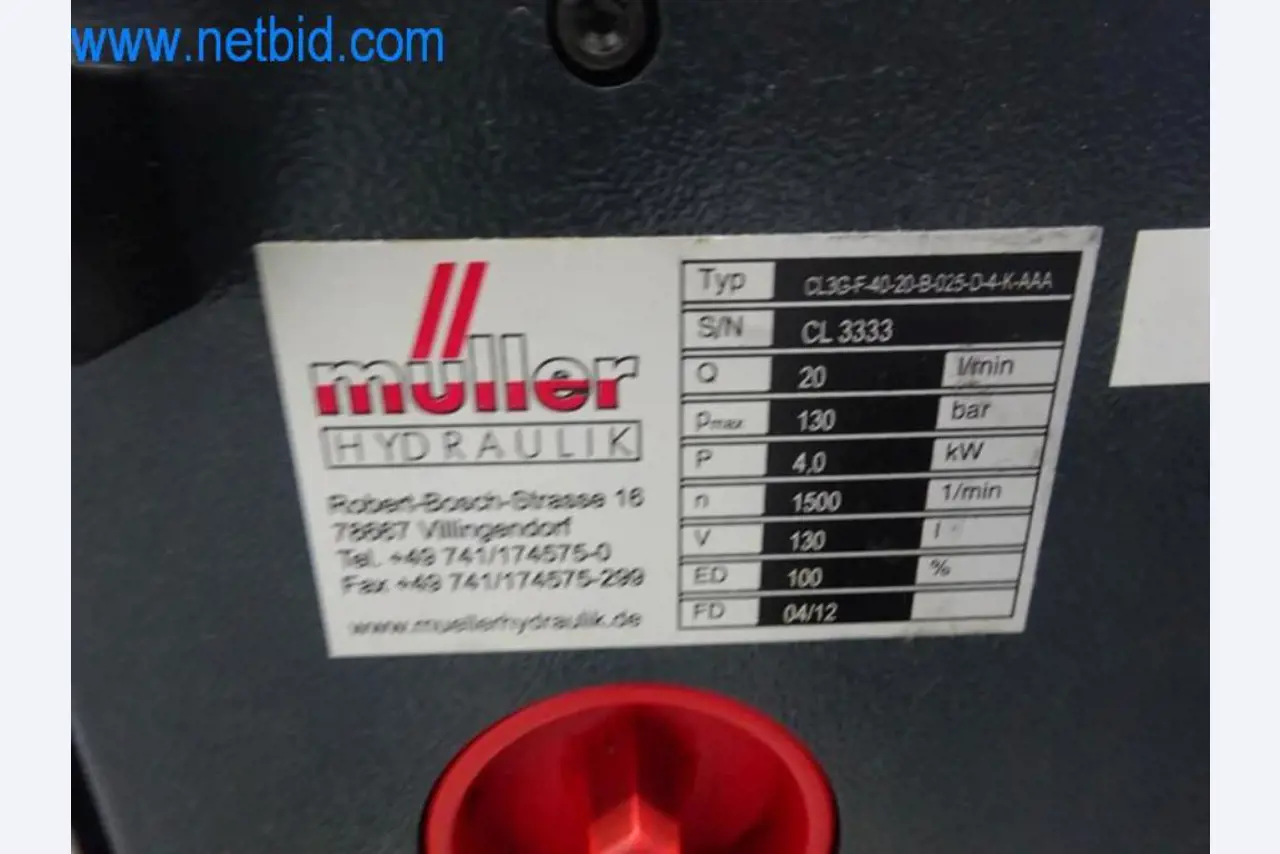 www.netbid.com
müller
HYDRAULIK
Robert-Bosch-Strasse 16
78667 Villingendorf
Tel. +49 741/174575-0
Fax +49 741/174575-299
www.muellerhydraulik.de
Typ CL3G-F-40-20-B-025-D-4-K-AAA
S/N CL 3333
Q 20 l/min
pmax 130 bar
P 4,0 kW
n 1500 1/min
V 130 l
ED 100 %
FD 04/12